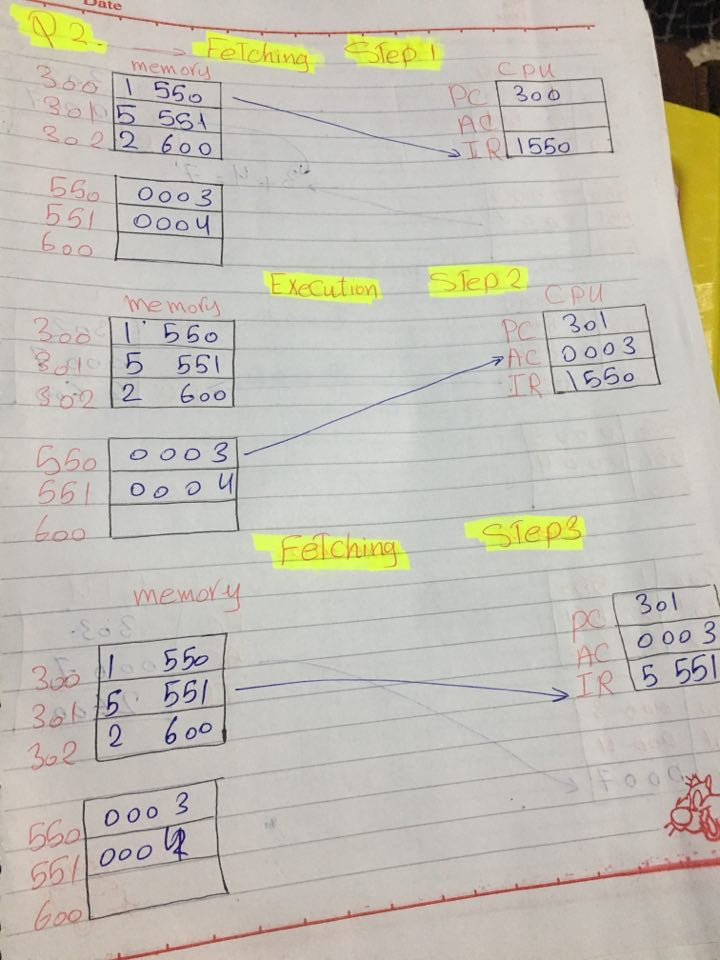 Date
Q 2. → Fetching Step 1
memory CPU
300 1 550 PC 300
301 5 551 AC
302 2 600 IR 1550
550 0003
551 0004
600
Execution Step 2
memory CPU
300 1 550 PC 301
301 5 551 AC 0003
302 2 600 IR 1550
550 0003
551 0004
600
Fetching Step 3
memory
300 1 550 PC 301
301 5 551 AC 0003
302 2 600 IR 5 551
550 0003
551 0004
600